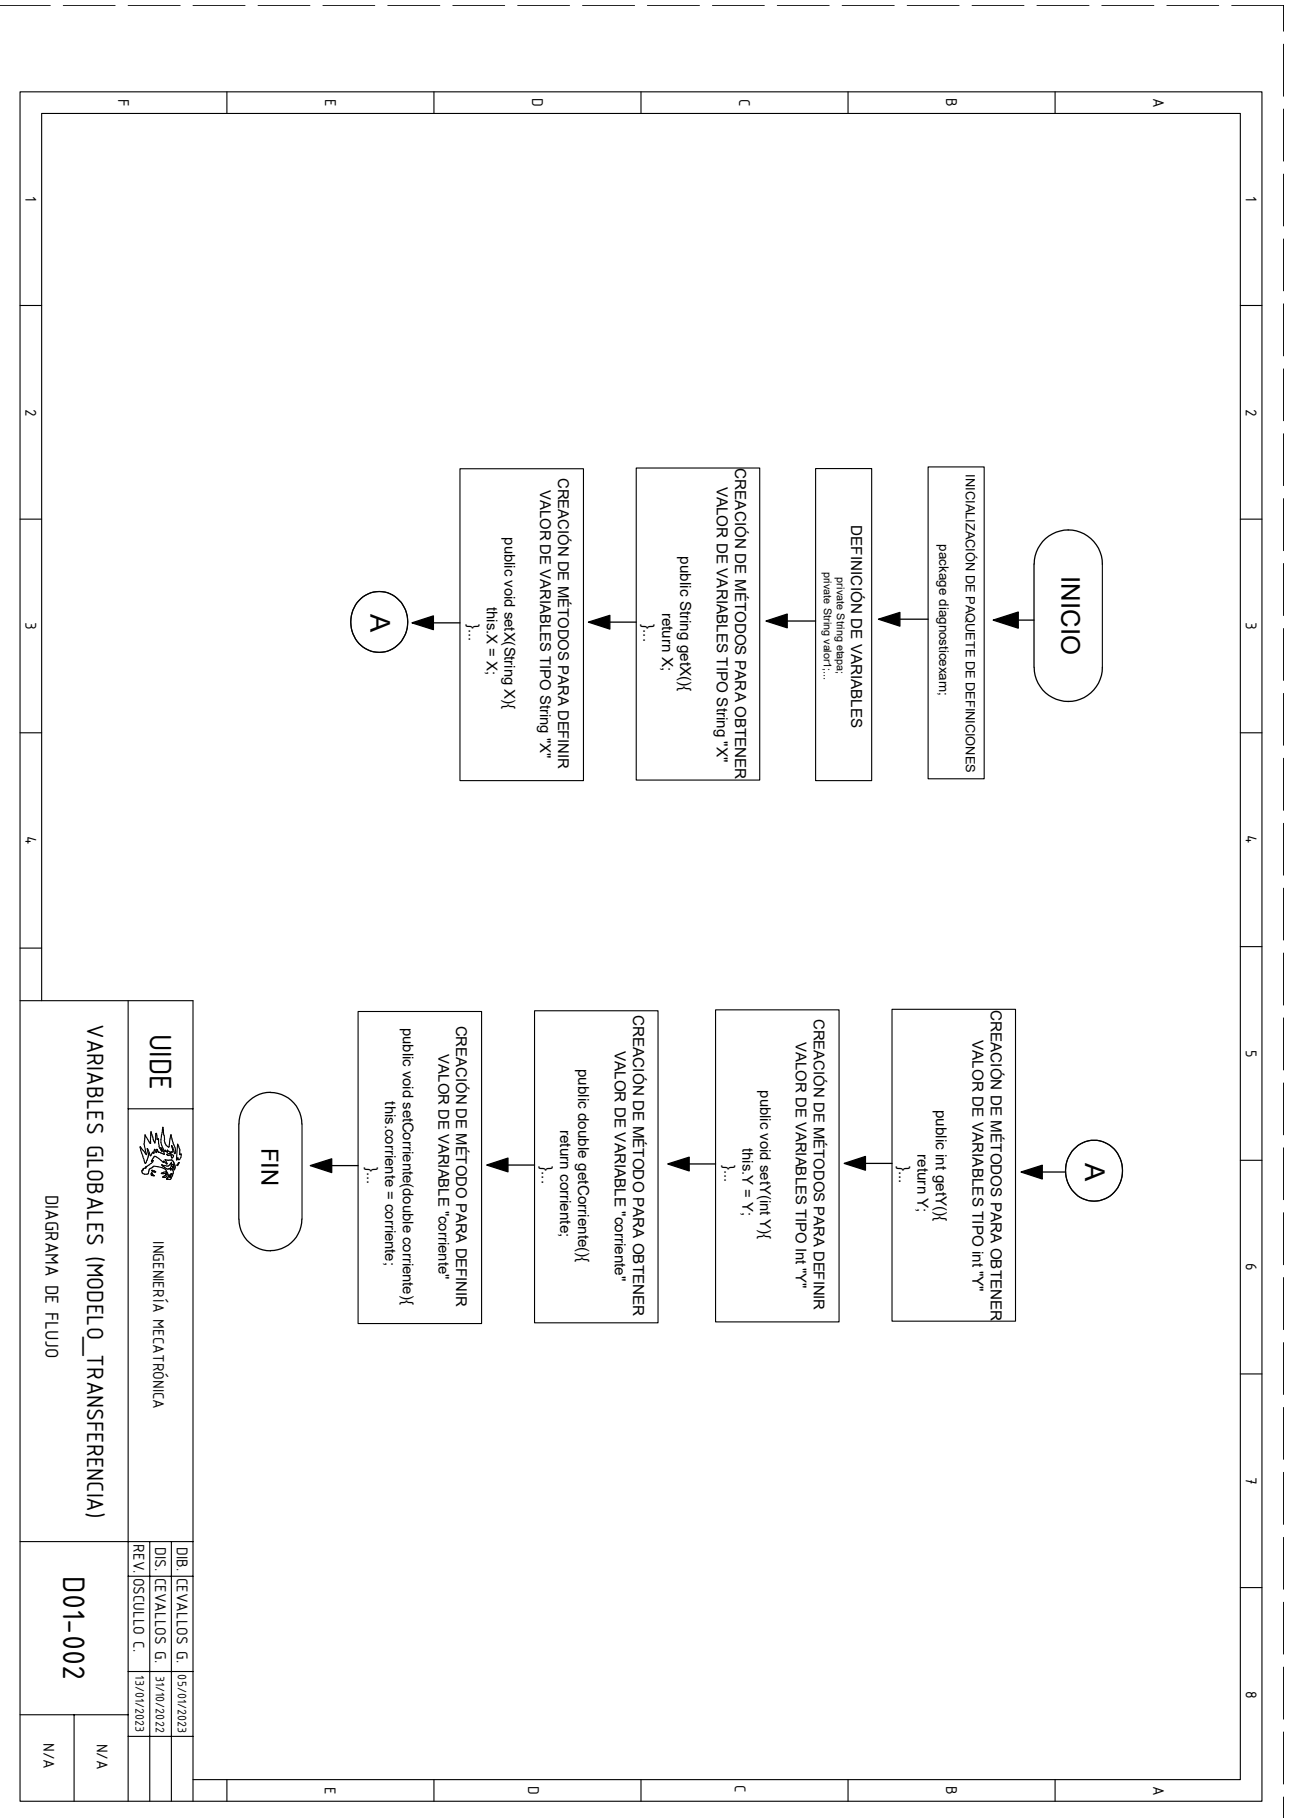 1
2
3
4
5
6
7
8
A
B
C
D
E
F
INICIO
INICIALIZACIÓN DE PAQUETE DE DEFINICIONES
package diagnosticexam;
DEFINICIÓN DE VARIABLES
private String etapa;
private String valor1;...
CREACIÓN DE MÉTODOS PARA OBTENER
VALOR DE VARIABLES TIPO String "X"
public String getX(){
return X;
}...
CREACIÓN DE MÉTODOS PARA DEFINIR
VALOR DE VARIABLES TIPO String "X"
public void setX(String X){
this.X = X;
}...
A
A
CREACIÓN DE MÉTODOS PARA OBTENER
VALOR DE VARIABLES TIPO int "Y"
public int getY(){
return Y;
}...
CREACIÓN DE MÉTODOS PARA DEFINIR
VALOR DE VARIABLES TIPO Int "Y"
public void setY(int Y){
this.Y = Y;
}...
CREACIÓN DE MÉTODO PARA OBTENER
VALOR DE VARIABLE "corriente"
public double getCorriente(){
return corriente;
}...
CREACIÓN DE MÉTODO PARA DEFINIR
VALOR DE VARIABLE "corriente"
public void setCorriente(double corriente){
this.corriente = corriente;
}...
FIN
A
B
C
D
E
1
2
3
4
UIDE
INGENIERÍA MECATRÓNICA
DIB. CEVALLOS G. 05/01/2023
DIS. CEVALLOS G. 31/10/2022
REV. OSCULLO C. 13/01/2023
VARIABLES GLOBALES (MODELO_TRANSFERENCIA)
DIAGRAMA DE FLUJO
D01-002
N/A
N/A